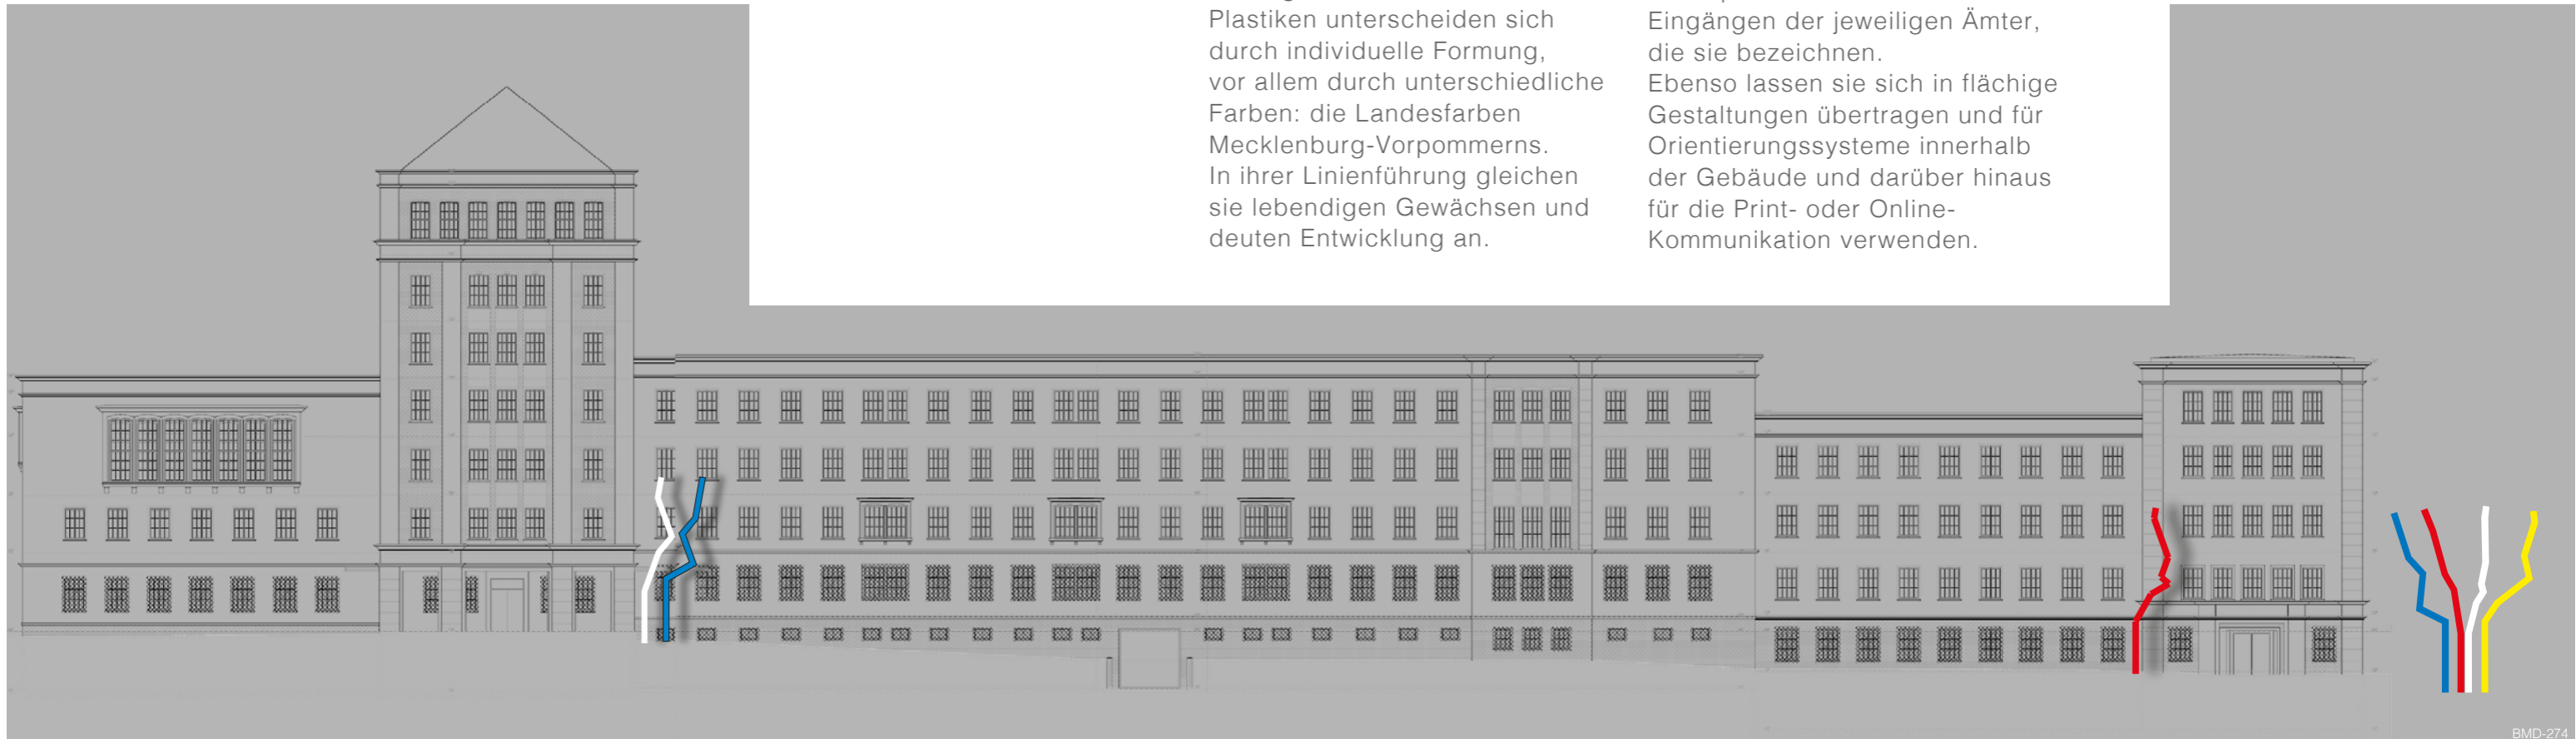 Plastiken unterscheiden sich
durch individuelle Formung,
vor allem durch unterschiedliche
Farben: die Landesfarben
Mecklenburg-Vorpommerns.
In ihrer Linienführung gleichen
sie lebendigen Gewächsen und
deuten Entwicklung an.
Eingängen der jeweiligen Ämter,
die sie bezeichnen.
Ebenso lassen sie sich in flächige
Gestaltungen übertragen und für
Orientierungssysteme innerhalb
der Gebäude und darüber hinaus
für die Print- oder Online-
Kommunikation verwenden.
BMD-274